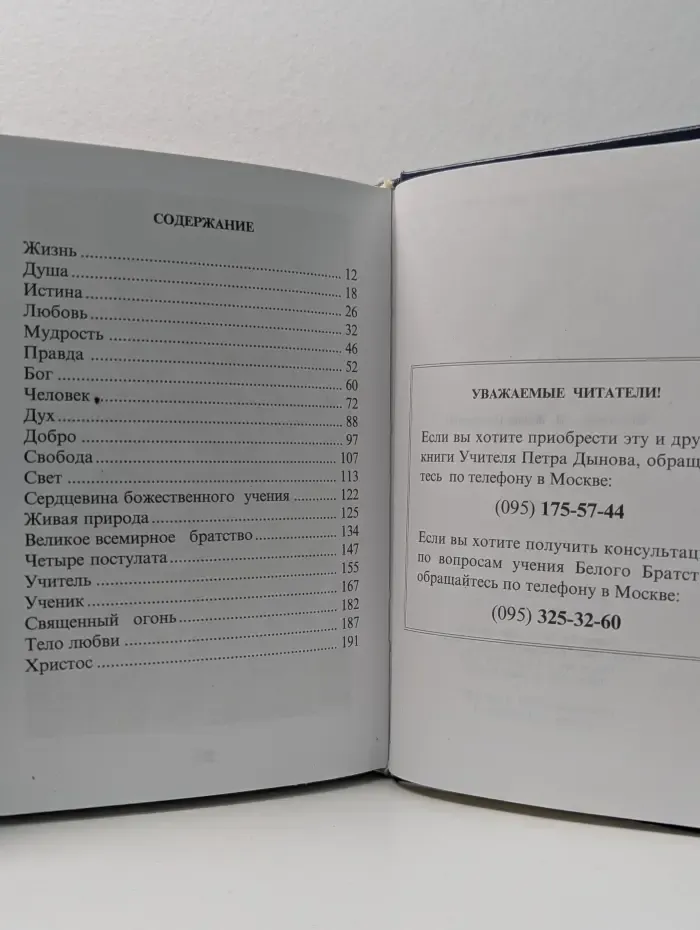 СОДЕРЖАНИЕ
Жизнь ........ 12
Душа ........ 18
Истина ........ 26
Любовь ........ 32
Мудрость ........ 46
Правда ........ 52
Бог ........ 60
Человек ........ 72
Дух ........ 88
Добро ........ 97
Свобода ........ 107
Свет ........ 113
Сердцевина божественного учения ........ 122
Живая природа ........ 125
Великое всемирное братство ........ 134
Четыре постулата ........ 147
Учитель ........ 155
Ученик ........ 167
Священный огонь ........ 182
Тело любви ........ 187
Христос ........ 191
УВАЖАЕМЫЕ ЧИТАТЕЛИ!
Если вы хотите приобрести эту и дру
книги Учителя Петра Дынова, обращ
тесь по телефону в Москве:
(095) 175-57-44
Если вы хотите получить консультац
по вопросам учения Белого Братст
обращайтесь по телефону в Москве:
(095) 325-32-60